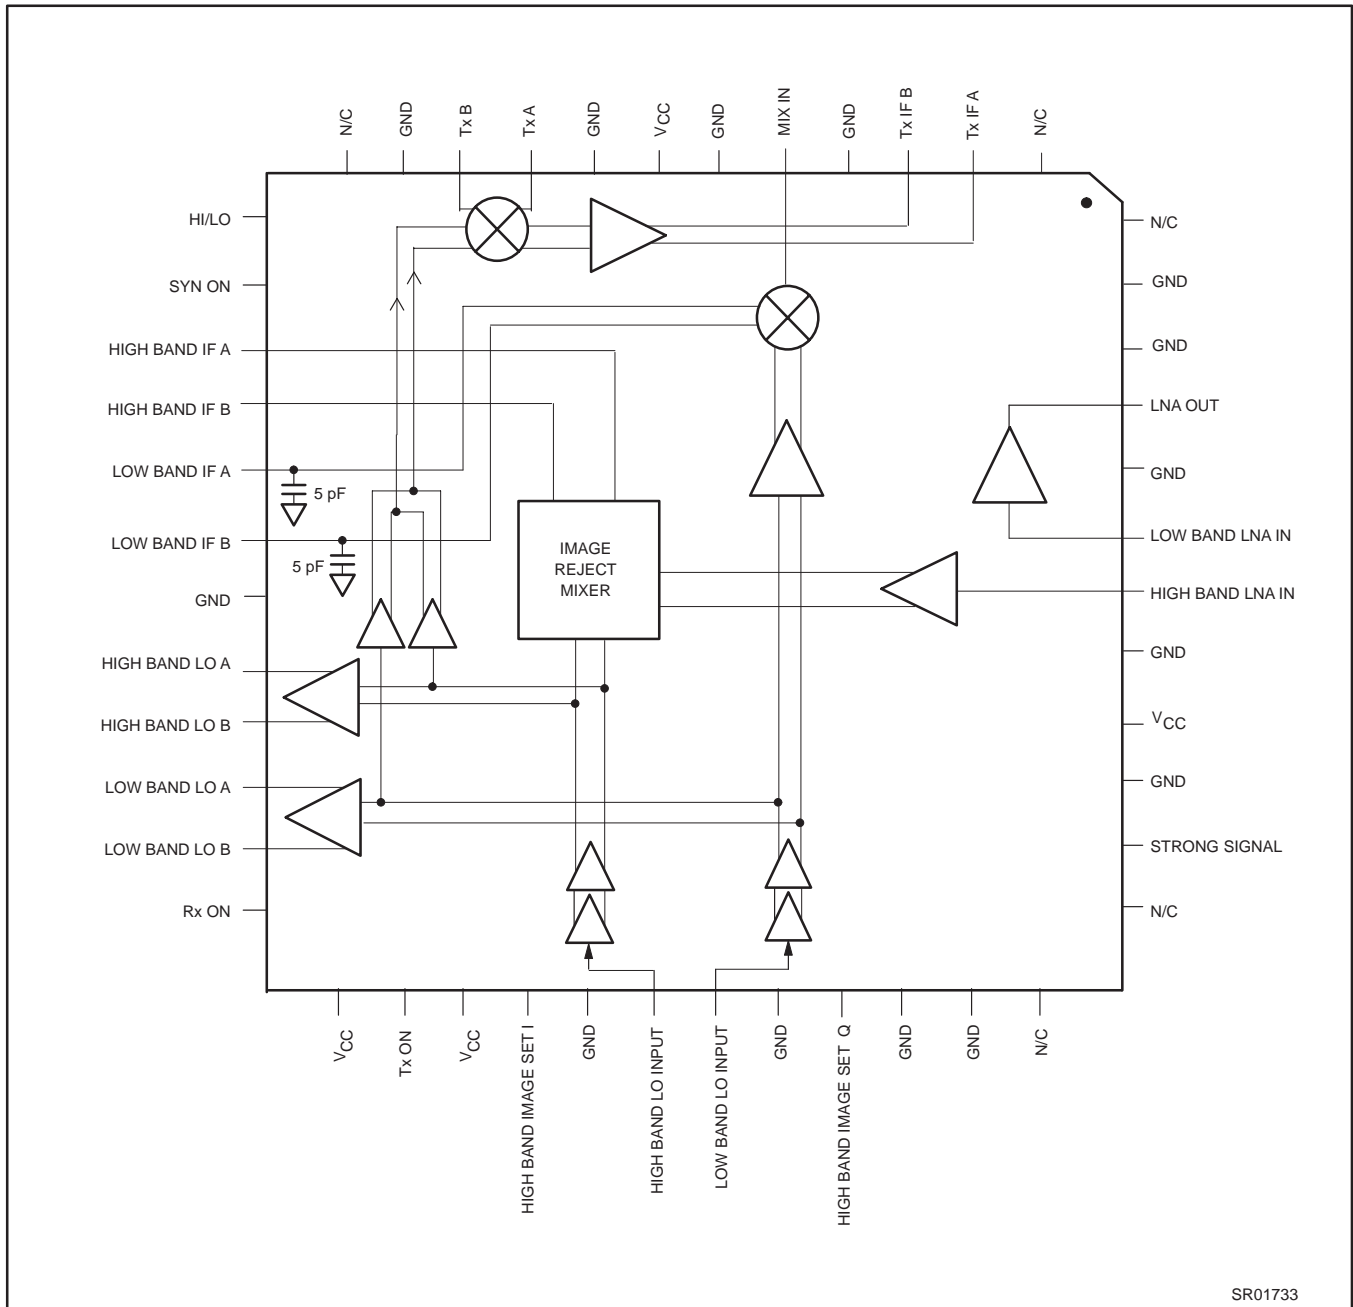 N/C
GND
Tx B
Tx A
GND
VCC
GND
MIX IN
GND
Tx IF B
Tx IF A
N/C
HI/LO
SYN ON
HIGH BAND IF A
HIGH BAND IF B
LOW BAND IF A
5 pF
LOW BAND IF B
5 pF
GND
HIGH BAND LO A
HIGH BAND LO B
LOW BAND LO A
LOW BAND LO B
Rx ON
IMAGE
REJECT
MIXER
N/C
GND
GND
LNA OUT
GND
LOW BAND LNA IN
HIGH BAND LNA IN
GND
VCC
GND
STRONG SIGNAL
N/C
VCC
Tx ON
VCC
HIGH BAND IMAGE SET I
GND
HIGH BAND LO INPUT
LOW BAND LO INPUT
GND
HIGH BAND IMAGE SET Q
GND
GND
N/C
SR01733